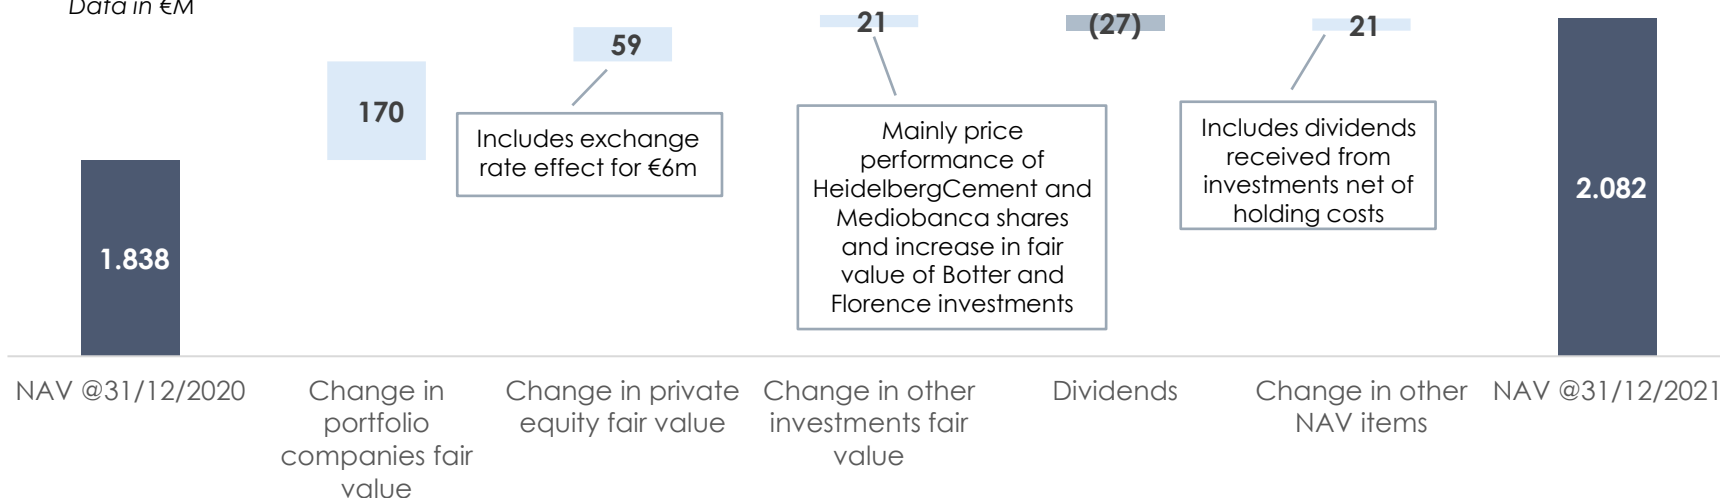 Data in €M
59
21
(27)
21
170
Includes exchange
rate effect for €6m
Mainly price
performance of
HeidelbergCement and
Mediobanca shares
and increase in fair
value of Botter and
Florence investments
Includes dividends
received from
investments net of
holding costs
2.082
1.838
NAV @31/12/2020
Change in
portfolio
companies fair
value
Change in private
equity fair value
Change in other
investments fair
value
Dividends
Change in other
NAV items
NAV @31/12/2021